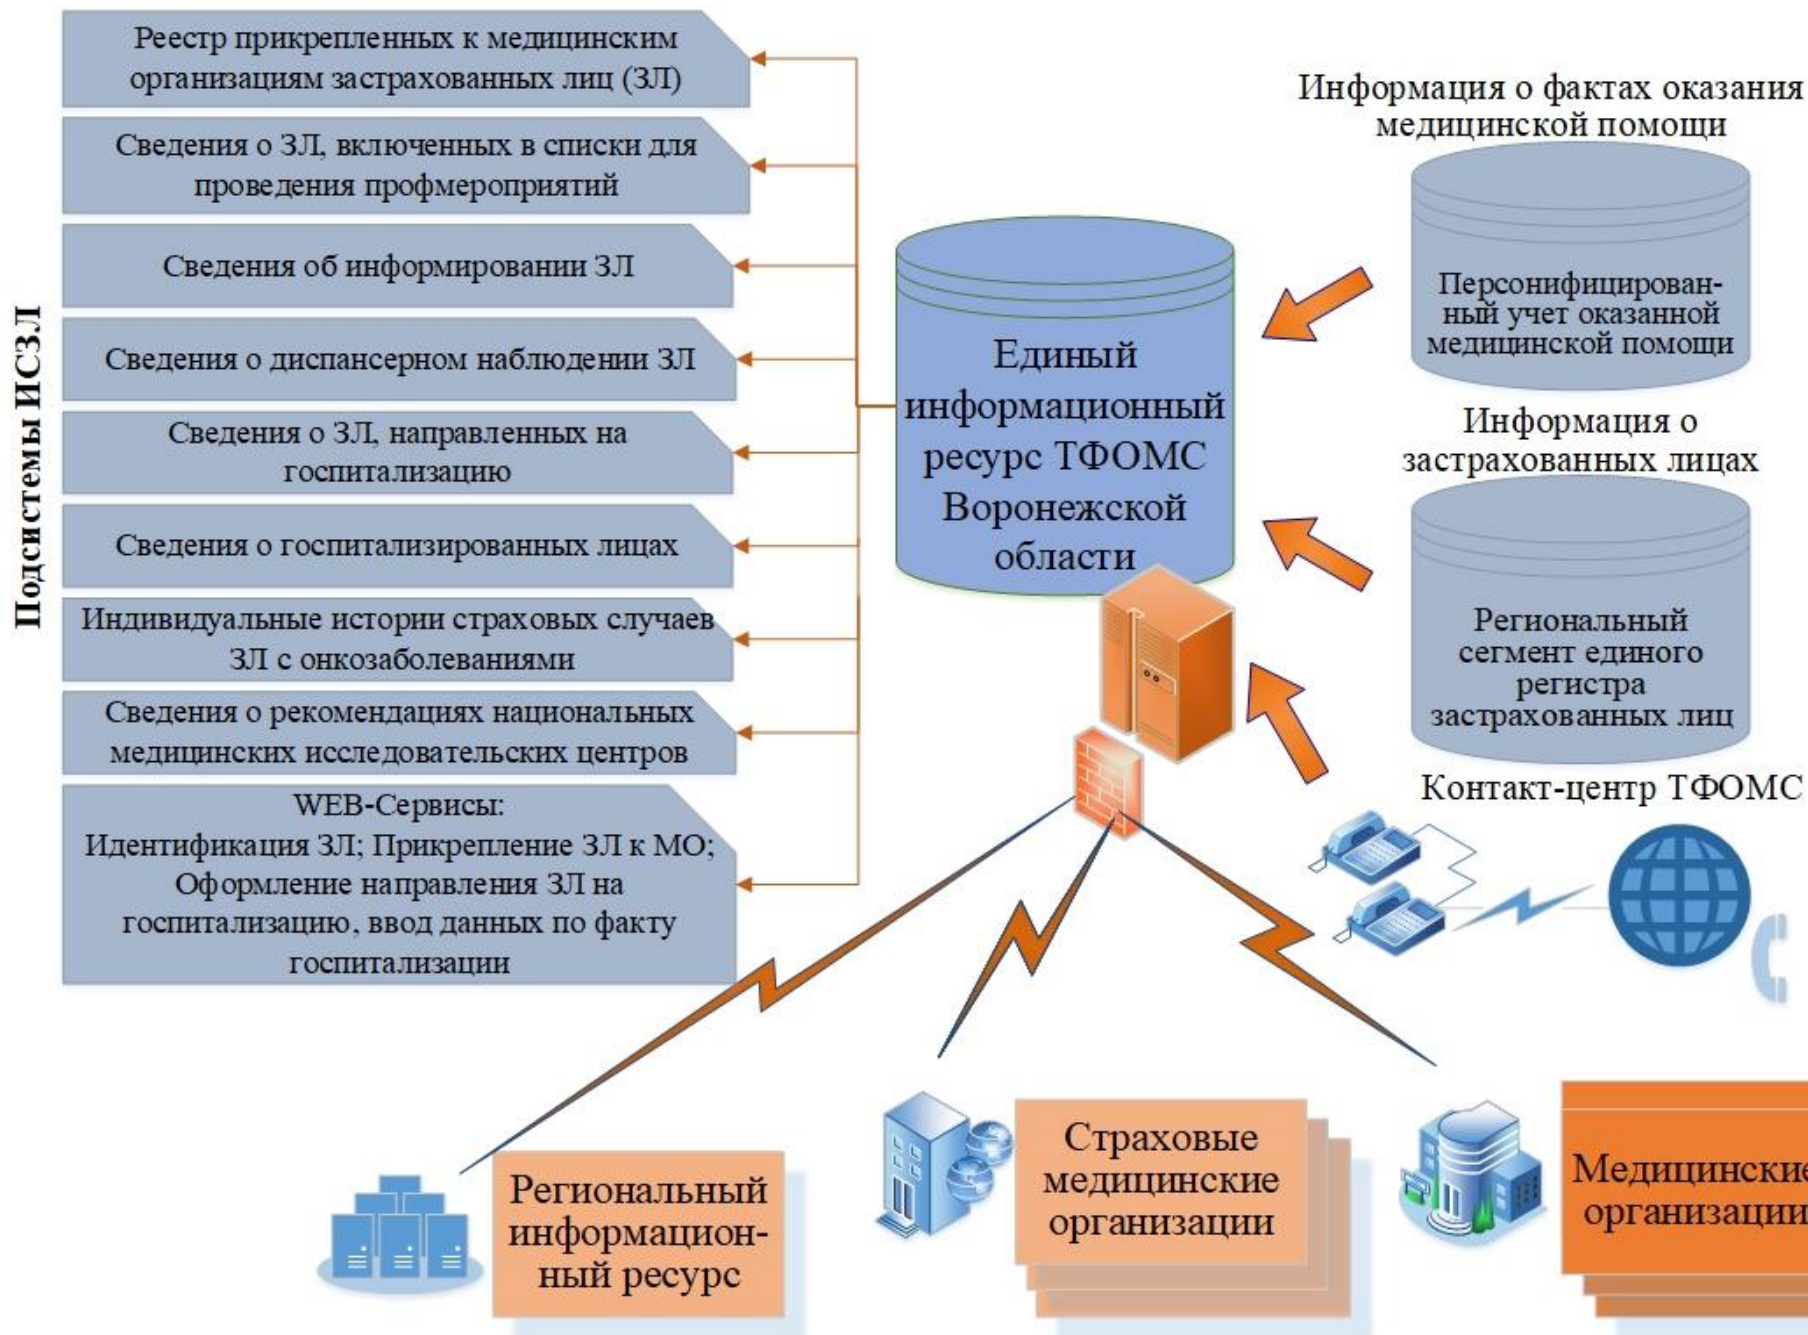 Подсистемы ИСЗЛ
Реестр прикрепленных к медицинским
организациям застрахованных лиц (ЗЛ)
Сведения о ЗЛ, включенных в списки для
проведения профмероприятий
Сведения об информировании ЗЛ
Сведения о диспансерном наблюдении ЗЛ
Сведения о ЗЛ, направленных на
госпитализацию
Сведения о госпитализированных лицах
Индивидуальные истории страховых случаев
ЗЛ с онкозаболеваниями
Сведения о рекомендациях национальных
медицинских исследовательских центров
WEB-Сервисы:
Идентификация ЗЛ; Прикрепление ЗЛ к МО;
Оформление направления ЗЛ на
госпитализацию, ввод данных по факту
госпитализации
Единый
информационный
ресурс ТФОМС
Воронежской
области
Информация о фактах оказания
медицинской помощи
Персонифицирован-
ный учет оказанной
медицинской помощи
Информация о
застрахованных лицах
Региональный
сегмент единого
регистра
застрахованных лиц
Контакт-центр ТФОМС
Региональный
информацион-
ный ресурс
Страховые
медицинские
организации
Медицинские
организации